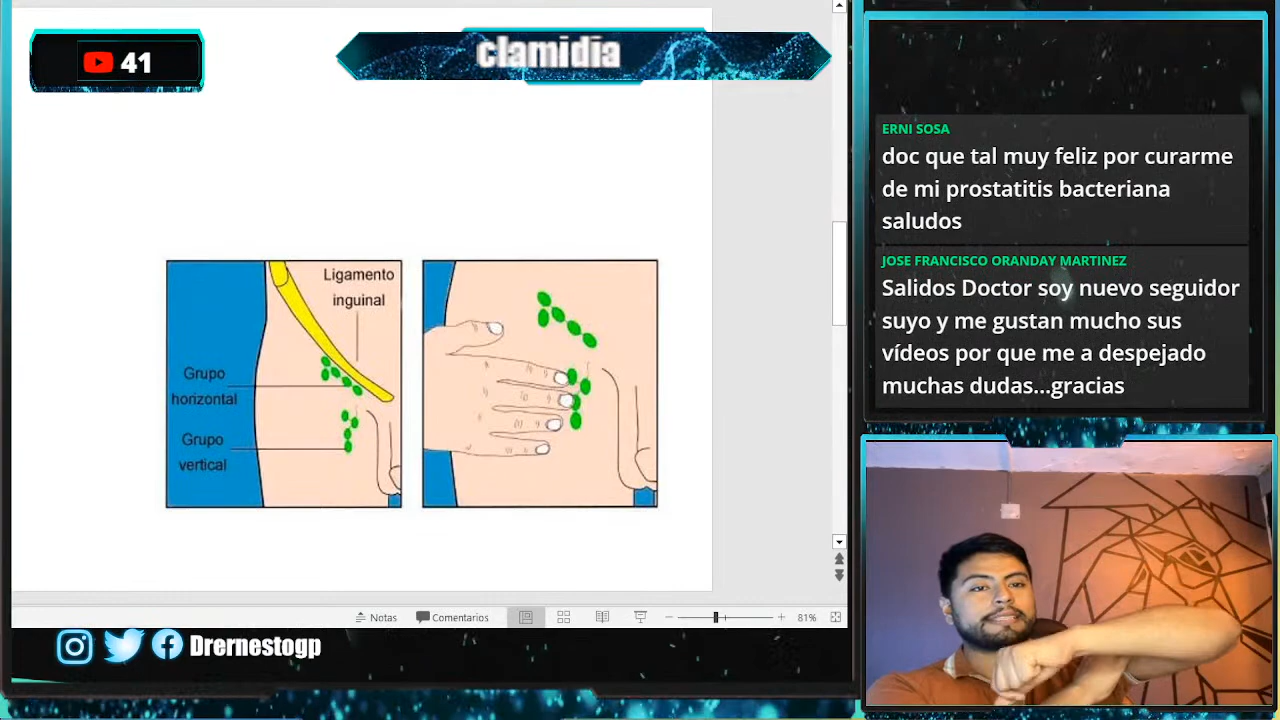 41
clamidia
Ligamento
inguinal
Grupo
horizontal
Grupo
vertical
Notas
Comentarios
81%
Drernestogp
ERNI SOSA
doc que tal muy feliz por curarme
de mi prostatitis bacteriana
saludos
JOSE FRANCISCO ORANDAY MARTINEZ
Salidos Doctor soy nuevo seguidor
suyo y me gustan mucho sus
vídeos por que me a despejado
muchas dudas...gracias